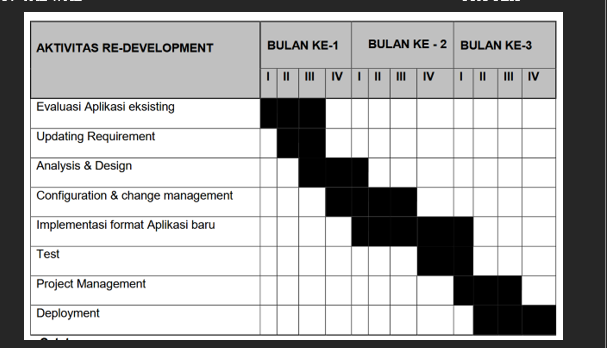 AKTIVITAS RE-DEVELOPMENT
BULAN KE-1
BULAN KE - 2
BULAN KE-3
I II III IV I II III IV I II III IV
Evaluasi Aplikasi eksisting
Updating Requirement
Analysis & Design
Configuration & change management
Implementasi format Aplikasi baru
Test
Project Management
Deployment